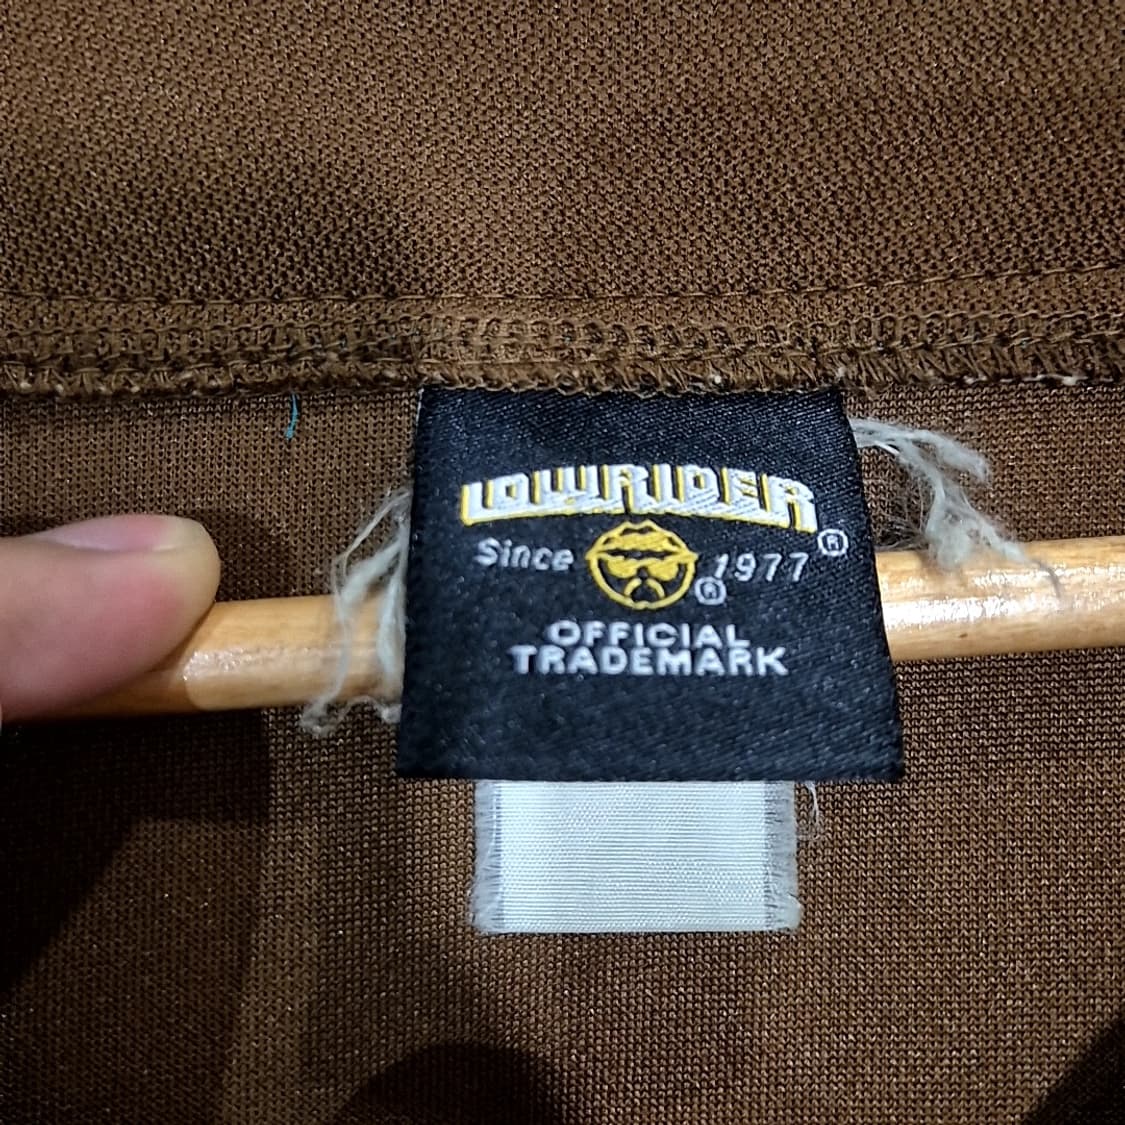 LOWRIDER ®
Since ® 1977
OFFICIAL
TRADEMARK